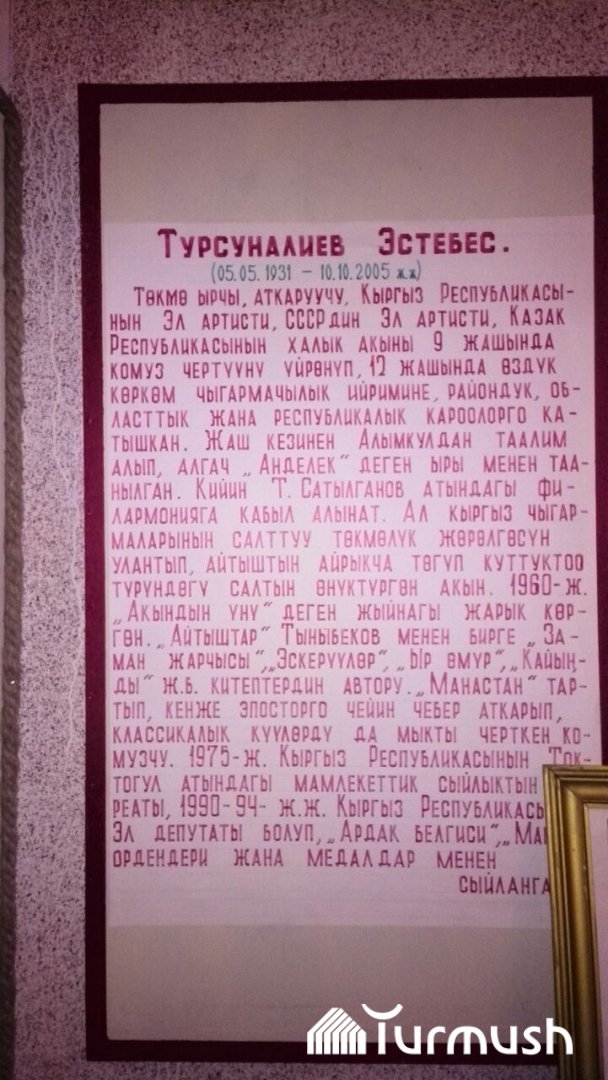 Турсуналиев Эстебес.
(05.05.1931 – 10.10.2005 ж.ж)
Төкмө ырчы, аткаруучу, Кыргыз Республикасы-
нын Эл артисти, СССРдин Эл артисти, Казак
Республикасынын халык акыны 9 жашында
комуз чертүүнү үйрөнүп, 12 жашында өздүк
көркөм чыгармачылык ийримине, райондук, об-
ласттык жана республикалык кароолорго ка-
тышкан. Жаш кезинен Алымкулдан таалим
алып, алгач „Анделек" деген ыры менен таа-
нылган. Кийин Т. Сатылганов атындагы фи-
лармонияга кабыл алынат. Ал кыргыз чыгар-
маларынын салттуу төкмөлүк жөрөлгөсүн
улантып, айтыштын айрыкча төгүп куттуктоо
түрүндөгү салтын өнүктүргөн акын. 1960-ж.
„Акындын үнү" деген жыйнагы жарык көр-
гөн. „Айтыштар" Тыныбеков менен бирге „За-
ман жарчысы", „Эскерүүлөр", „Ыр өмүр", „Кайың-
ды" ж.б. китептердин автору. „Манастан" тар-
тып, кенже эпосторго чейин чебер аткарып,
классикалык күүлөрдү да мыкты черткен ко-
музчу. 1975-ж. Кыргыз Республикасынын Ток-
тогул атындагы мамлекеттик сыйлыктын
реаты, 1990-94-ж.ж. Кыргыз Республикасы
Эл депутаты болуп, „Ардак белгиси", „Ма
ордендери жана медалдар менен
сыйланга
Turmush